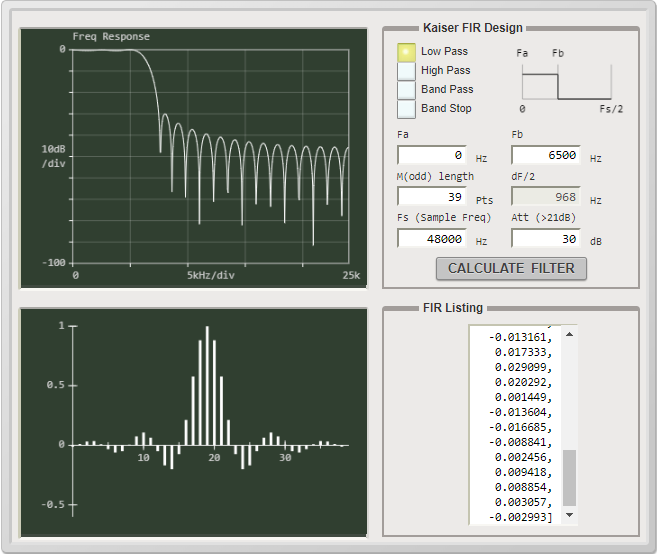 Freq Response
0
10dB
/div
-100
0
5kHz/div
25k
Kaiser FIR Design
Low Pass
High Pass
Band Pass
Band Stop
Fa
Fb
0
Fs/2
Fa
Fb
0 Hz
6500 Hz
M(odd) length
dF/2
39 Pts
968 Hz
Fs (Sample Freq)
Att (>21dB)
48000 Hz
30 dB
CALCULATE FILTER
1
0.5
0
-0.5
10
20
30
FIR Listing
-0.013161,
0.017333,
0.029099,
0.020292,
0.001449,
-0.013604,
-0.016685,
-0.008841,
0.002456,
0.009418,
0.008854,
0.003057,
-0.002993]